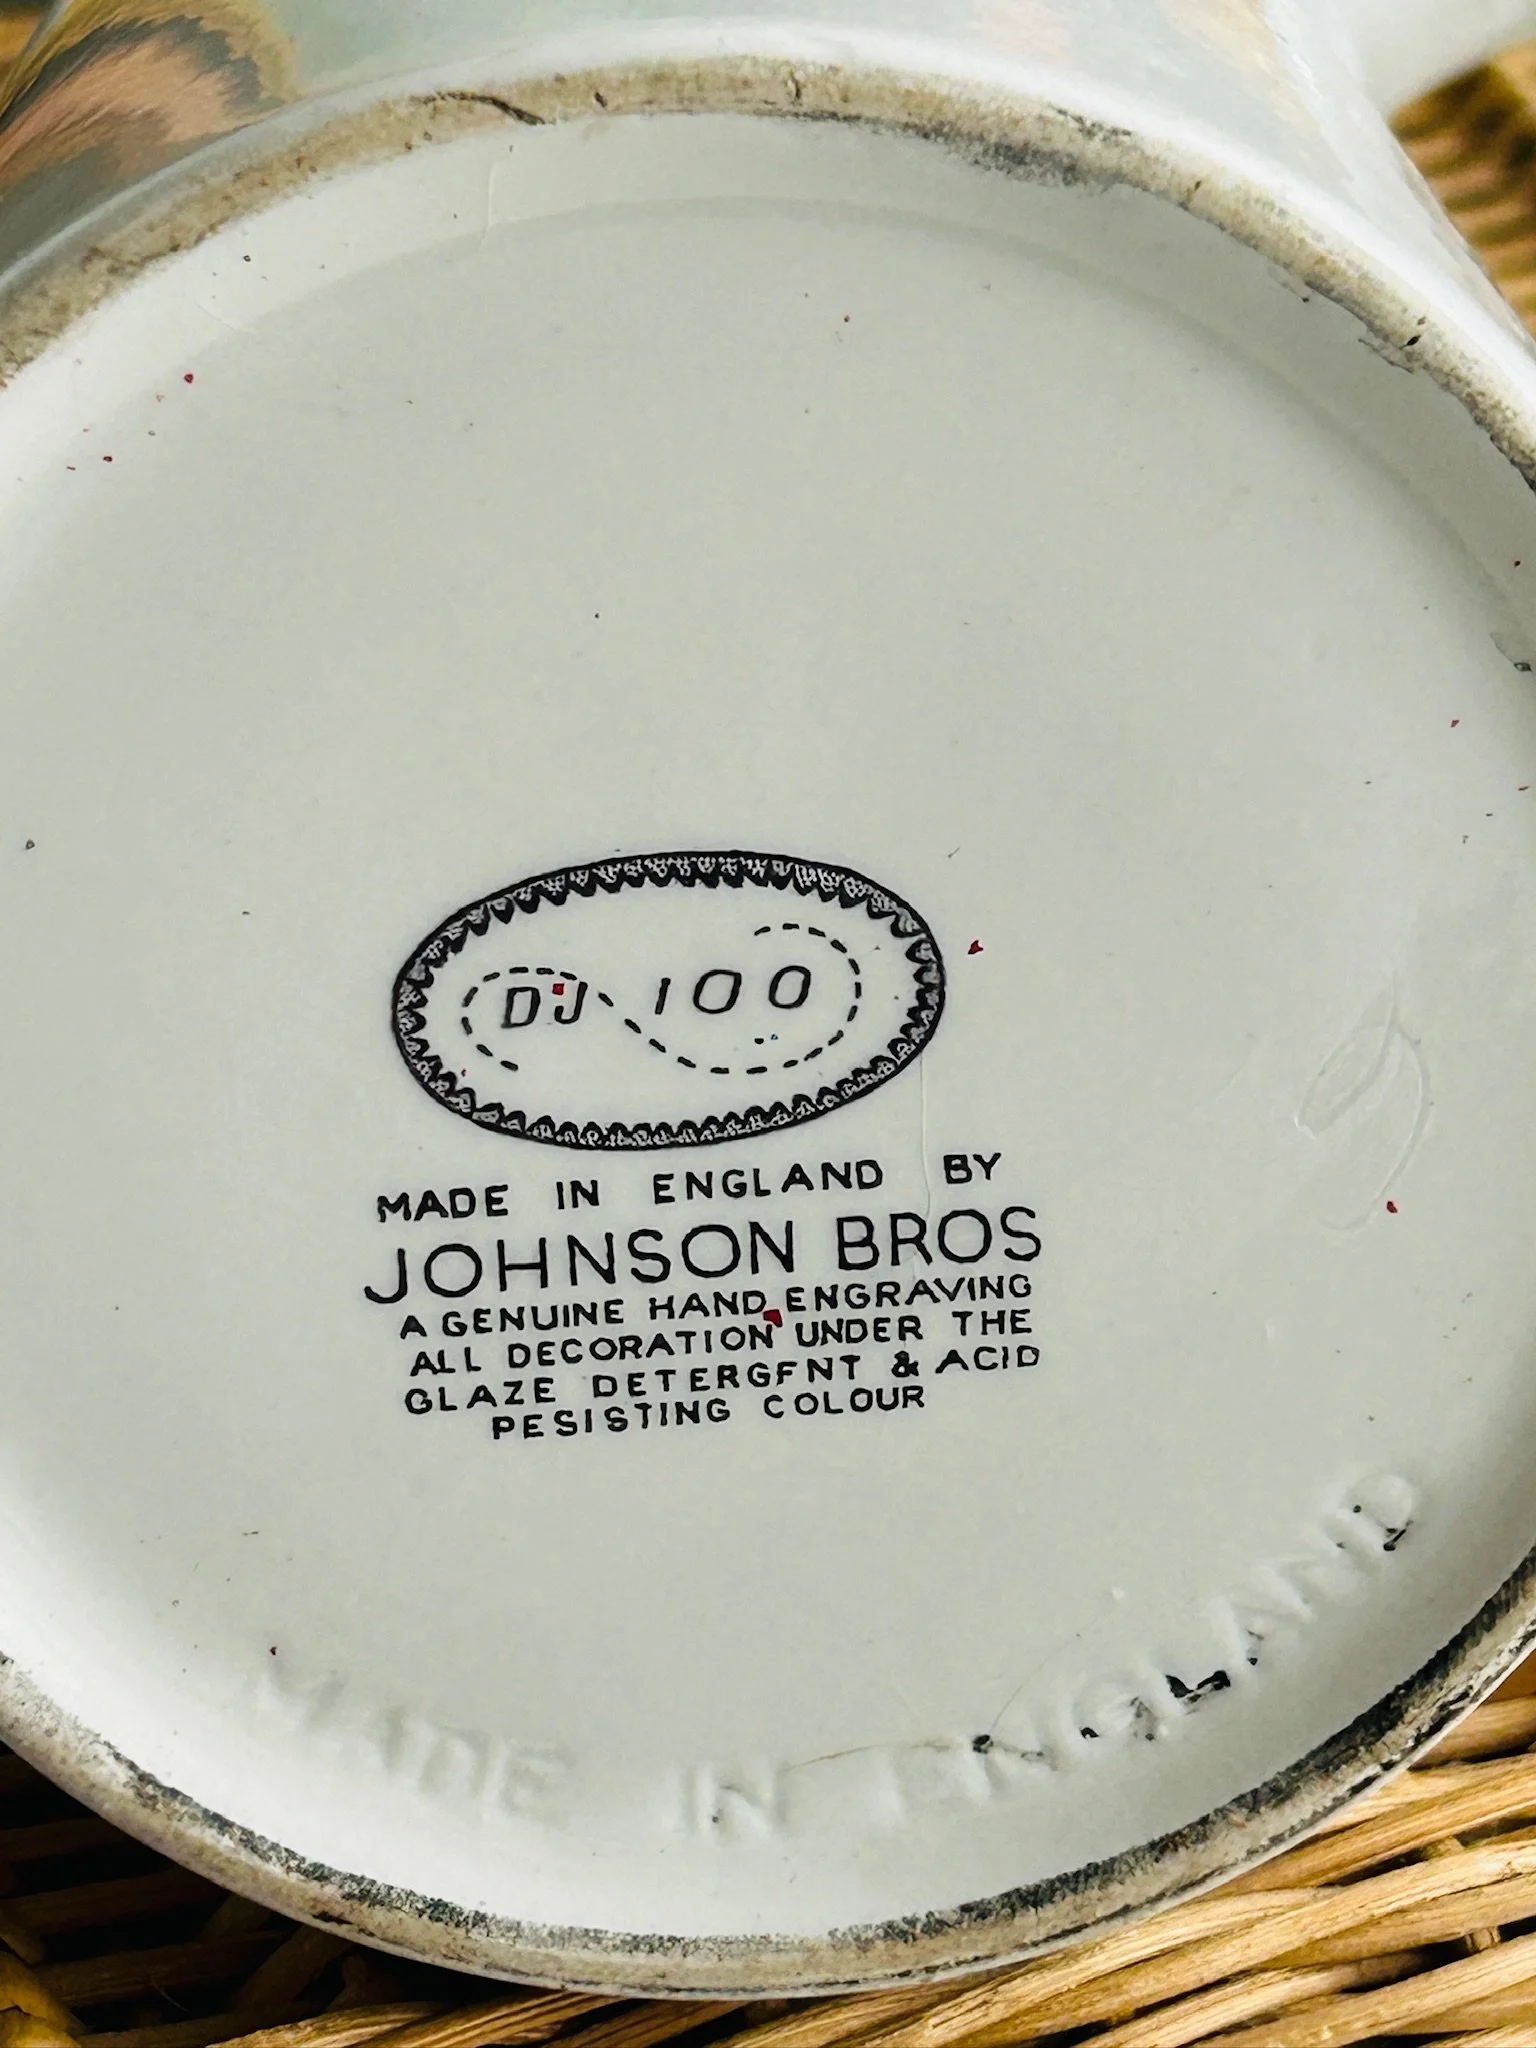 DJ 100
MADE IN ENGLAND BY
JOHNSON BROS
A GENUINE HAND ENGRAVING
ALL DECORATION UNDER THE
GLAZE DETERGFNT & ACID
PESISTING COLOUR
MADE IN ENGLAND